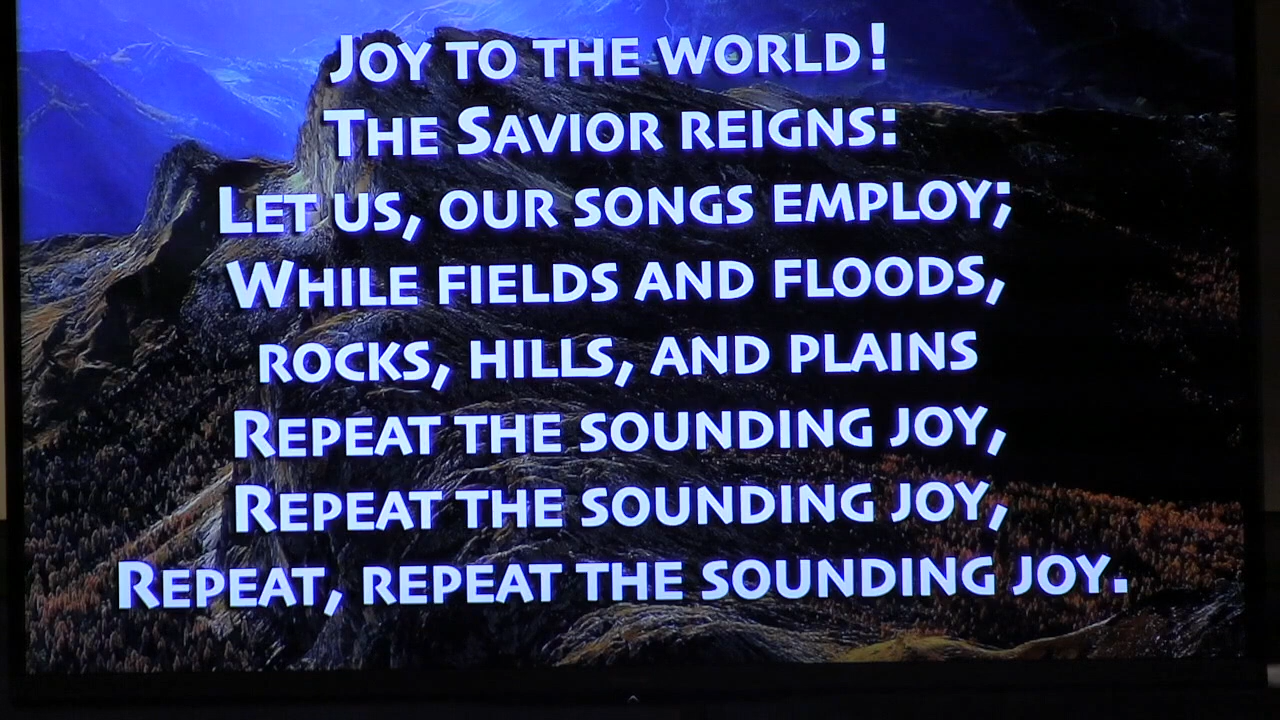 Joy to the world!
The Savior reigns:
Let us, our songs employ;
While fields and floods,
rocks, hills, and plains
Repeat the sounding joy,
Repeat the sounding joy,
Repeat, repeat the sounding joy.